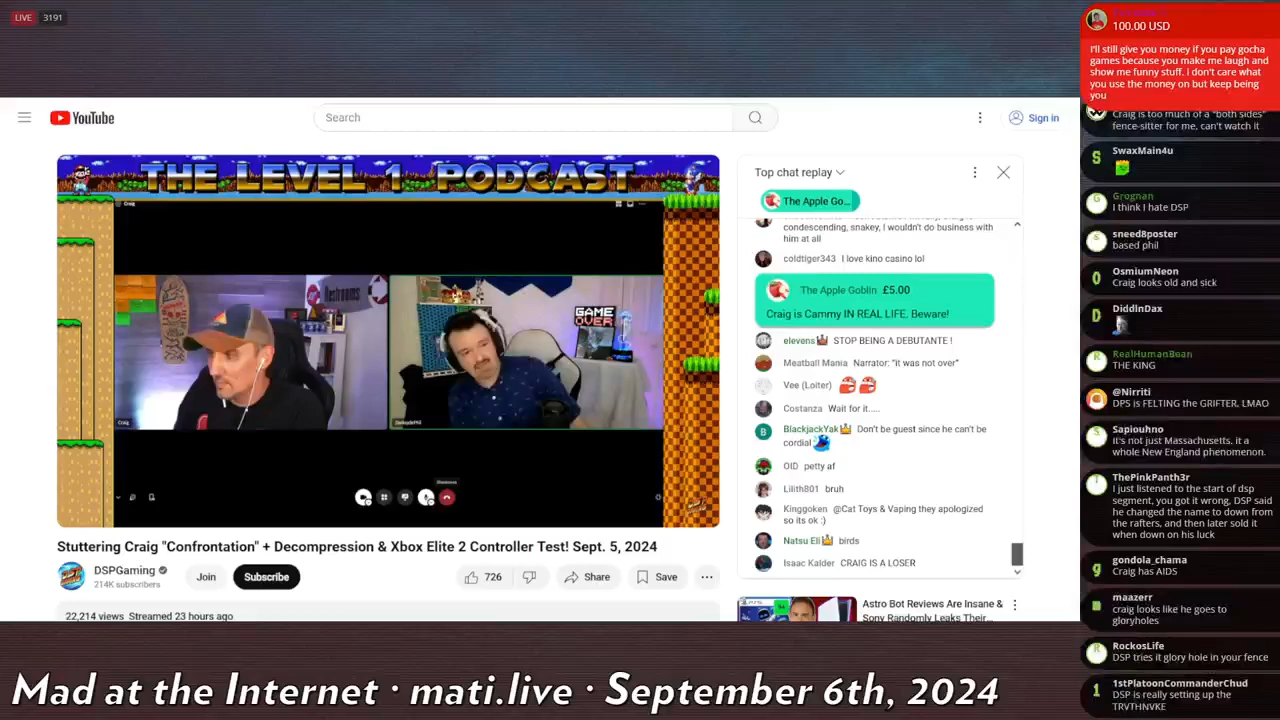 LIVE 3191
YouTube
Search
Sign in
THE LEVEL 1 PODCAST
Craig
Restrooms
GAME
OVER
Craig
Stuttering Craig "Confrontation" + Decompression & Xbox Elite 2 Controller Test! Sept. 5, 2024
DSPGaming
214K subscribers
Join
Subscribe
726
Share
Save
22,214 views Streamed 23 hours ago
Top chat replay
The Apple Go...
condescending, snakey, I wouldn't do business with
him at all
coldtiger343 I love kino casino lol
The Apple Goblin £5.00
Craig is Cammy IN REAL LIFE. Beware!
elevens STOP BEING A DEBUTANTE !
Meatball Mania Narrator: "it was not over"
Vee (Loiter)
Costanza Wait for it.....
BlackjackYak Don't be guest since he can't be
cordial
OID petty af
Lilith801 bruh
Kinggoken @Cat Toys & Vaping they apologized
so its ok :)
Natsu Eli birds
Isaac Kalder CRAIG IS A LOSER
Astro Bot Reviews Are Insane &
Sony Randomly Leaks Their...
100.00 USD
I'll still give you money if you pay gocha
games because you make me laugh and
show me funny stuff. i don't care what
you use the money on but keep being
you
Craig is too much of a "both sides"
fence-sitter for me, can't watch it
SwaxMain4u
Grognan
I think I hate DSP
sneed8poster
based phil
OsmiumNeon
Craig looks old and sick
DiddlnDax
RealHumanBean
THE KING
@Nirriti
DPS is FELTING the GRIFTER. LMAO
Sapiouhno
It's not just Massachusetts, it a
whole New England phenomenon.
ThePinkPanth3r
I just listened to the start of dsp
segment, you got it wrong, DSP said
he changed the name to down from
the rafters, and then later sold it
when down on his luck
gondola_chama
Craig has AIDS
maazerr
craig looks like he goes to
gloryholes
RockosLife
DSP tries it glory hole in your fence
1stPlatoonCommanderChud
DSP is really setting up the
TRVTHNVKE
Mad at the Internet · mati.live · September 6th, 2024